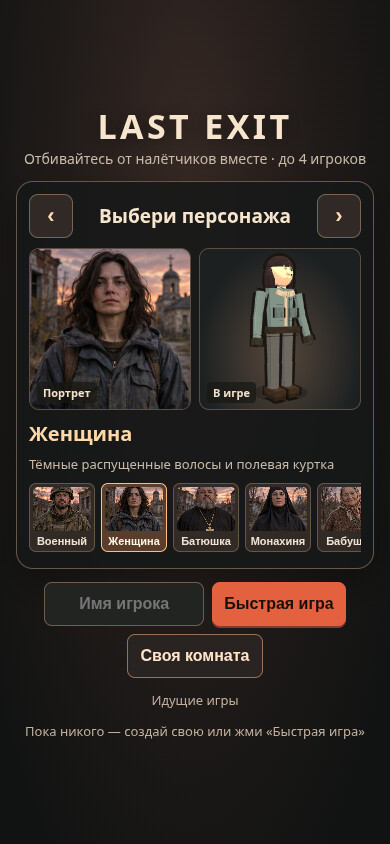 LAST EXIT
Отбивайтесь от налётчиков вместе · до 4 игроков
‹ Выбери персонажа ›
Портрет
В игре
Женщина
Тёмные распущенные волосы и полевая куртка
Военный Женщина Батюшка Монахиня Бабуш
Имя игрока Быстрая игра
Своя комната
Идущие игры
Пока никого — создай свою или жми «Быстрая игра»